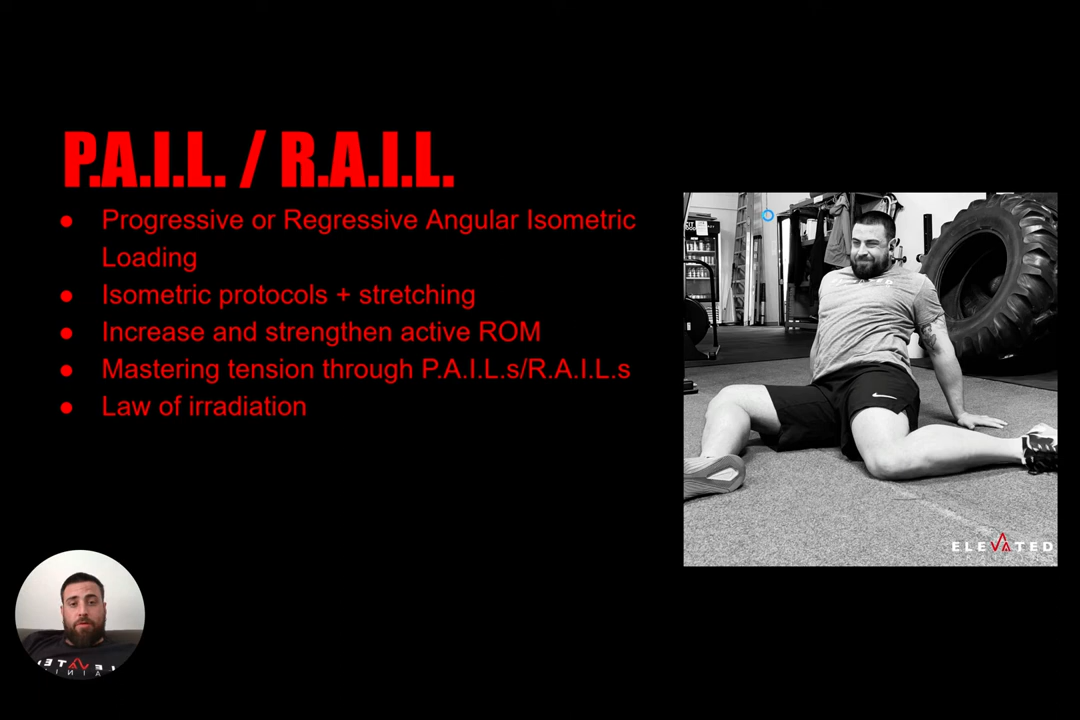 P.A.I.L. / R.A.I.L.
● Progressive or Regressive Angular Isometric
Loading
● Isometric protocols + stretching
● Increase and strengthen active ROM
● Mastering tension through P.A.I.L.s/R.A.I.L.s
● Law of irradiation
ELEVATED